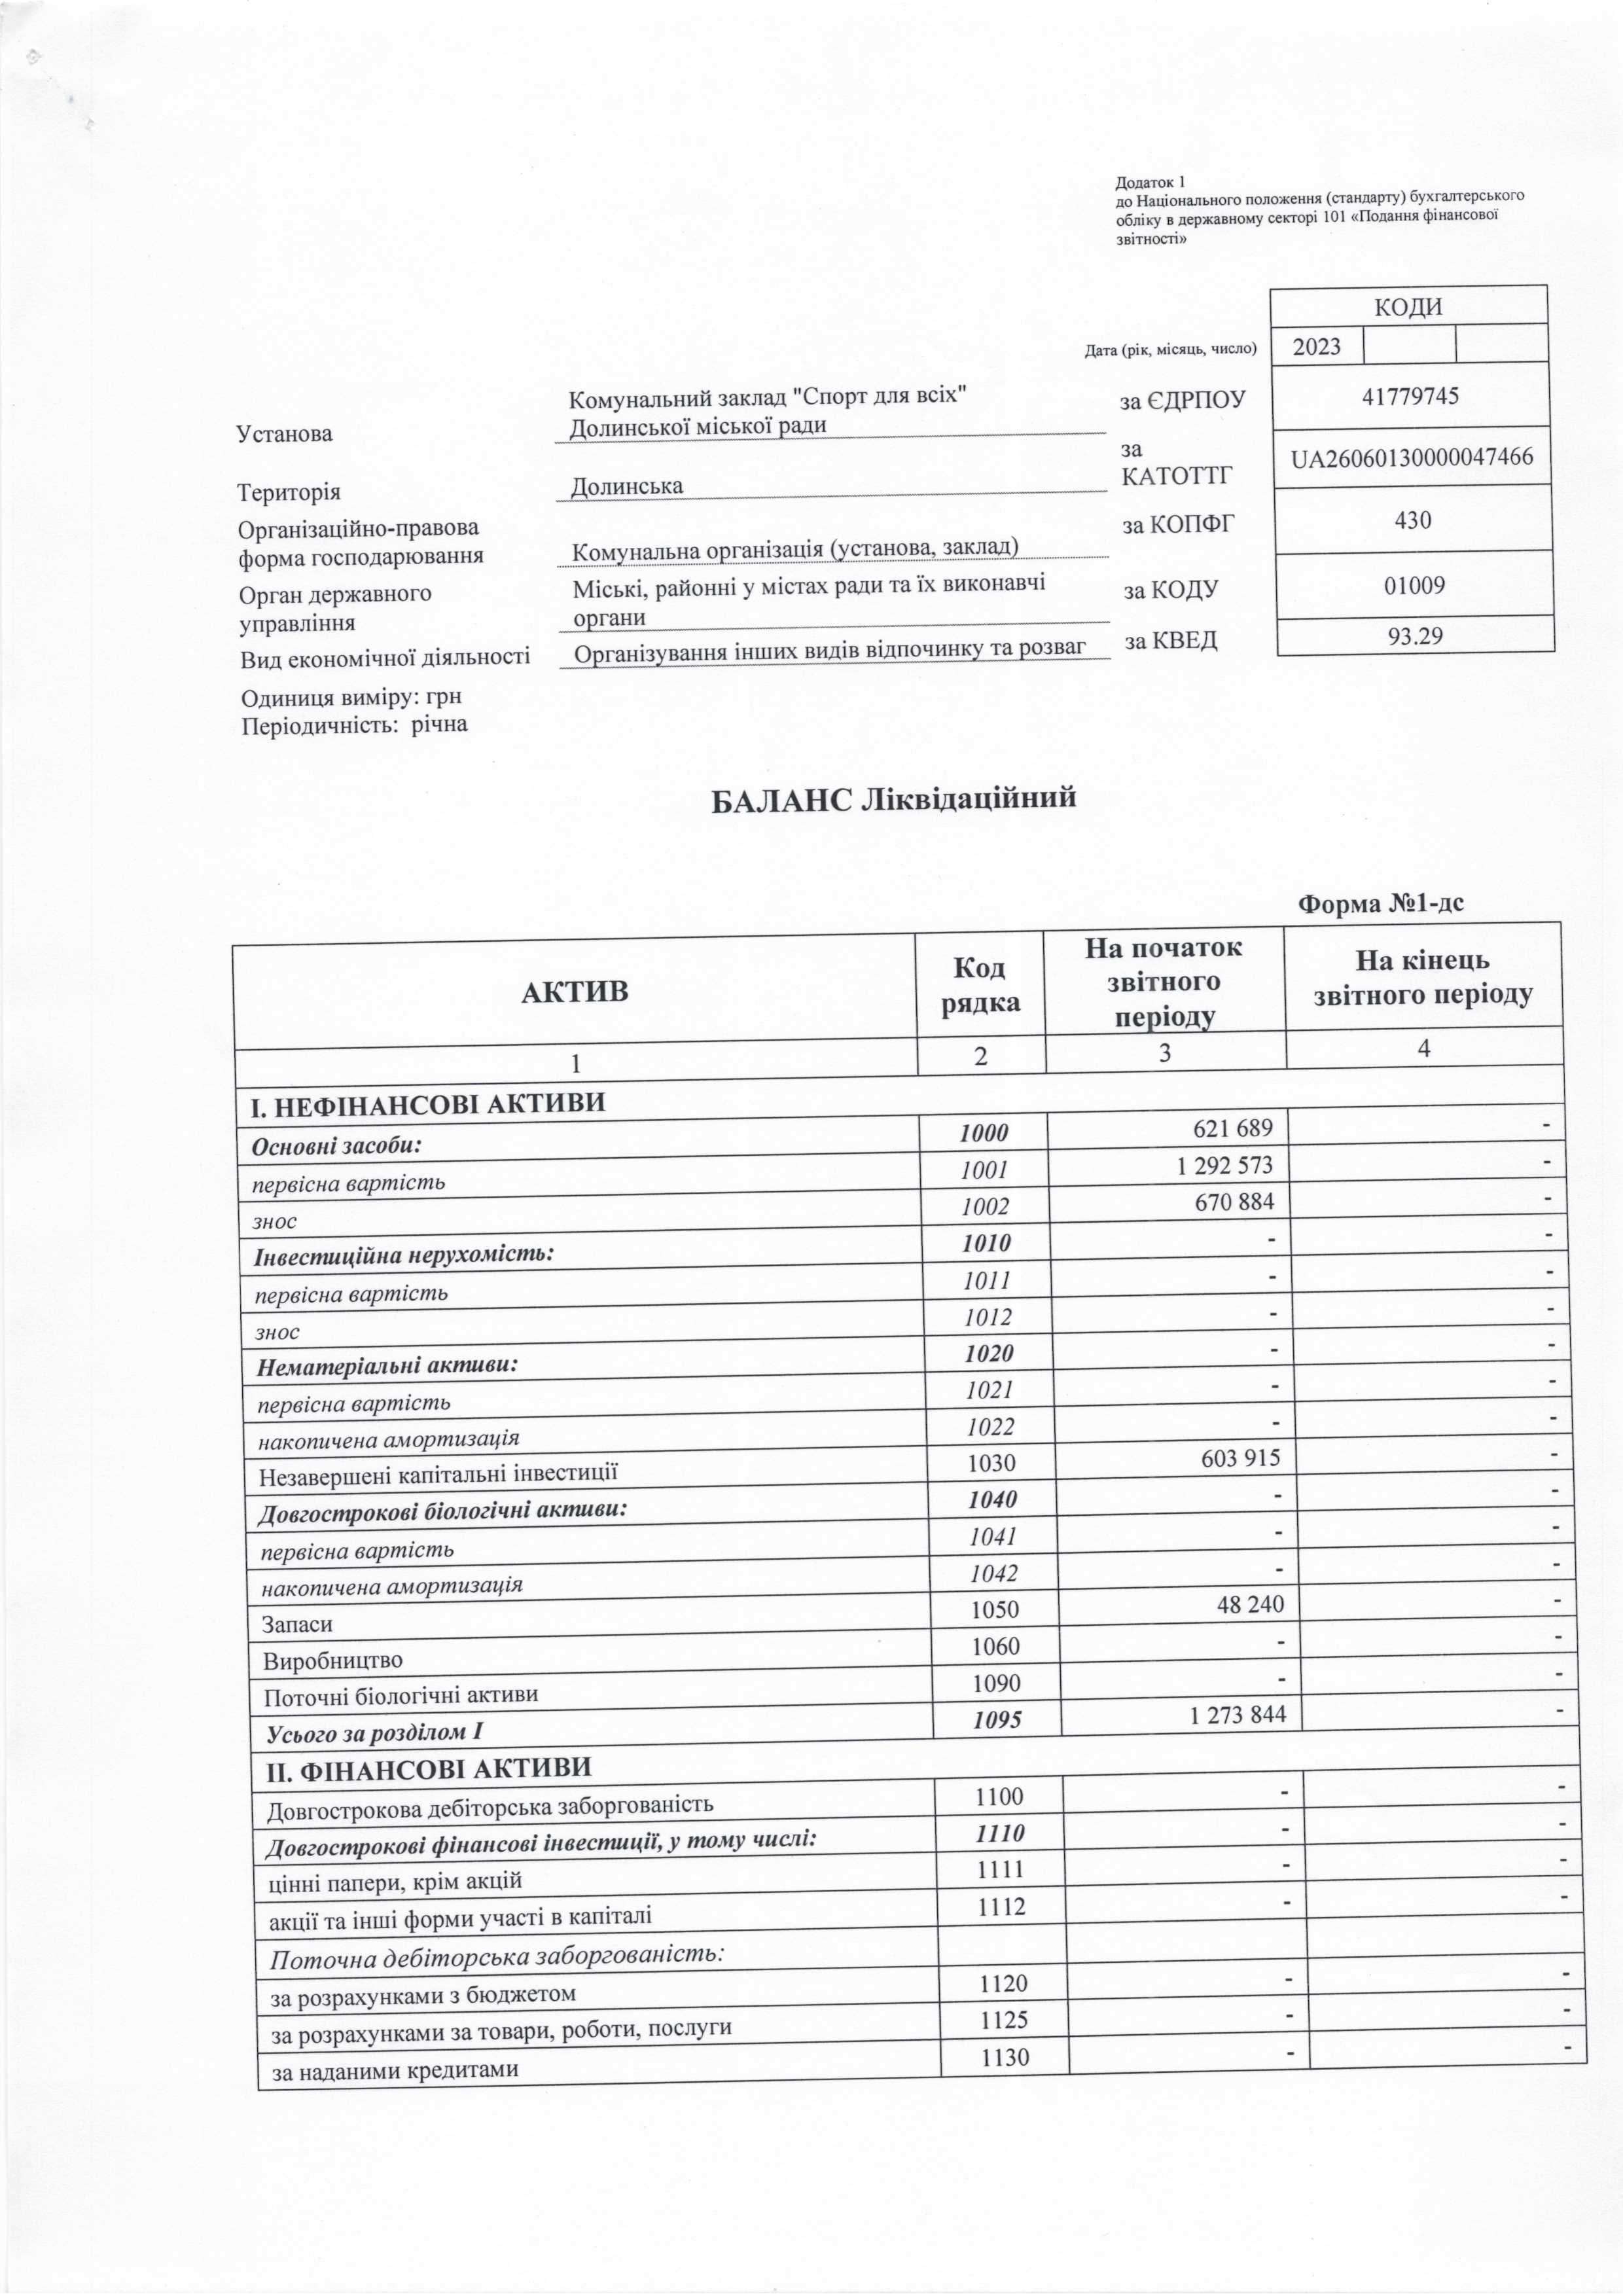 Додаток 1
до Національного положення (стандарту) бухгалтерського
обліку в державному секторі 101 «Подання фінансової
звітності»
КОДИ
Дата (рік, місяць, число) 2023
Комунальний заклад "Спорт для всіх"
Установа Долинської міської ради за ЄДРПОУ 41779745
за
Територія Долинська КАТОТТГ UA26060130000047466
Організаційно-правова
форма господарювання Комунальна організація (установа, заклад) за КОПФГ 430
Орган державного Міські, районні у містах ради та їх виконавчі
управління органи за КОДУ 01009
Вид економічної діяльності Організування інших видів відпочинку та розваг за КВЕД 93.29
Одиниця виміру: грн
Періодичність: річна
БАЛАНС Ліквідаційний
Форма №1-дс
АКТИВ Код рядка На початок звітного періоду На кінець звітного періоду
1 2 3 4
І. НЕФІНАНСОВІ АКТИВИ
Основні засоби: 1000 621 689 -
первісна вартість 1001 1 292 573 -
знос 1002 670 884 -
Інвестиційна нерухомість: 1010 - -
первісна вартість 1011 - -
знос 1012 - -
Нематеріальні активи: 1020 - -
первісна вартість 1021 - -
накопичена амортизація 1022 - -
Незавершені капітальні інвестиції 1030 603 915 -
Довгострокові біологічні активи: 1040 - -
первісна вартість 1041 - -
накопичена амортизація 1042 - -
Запаси 1050 48 240 -
Виробництво 1060 - -
Поточні біологічні активи 1090 - -
Усього за розділом І 1095 1 273 844 -
ІІ. ФІНАНСОВІ АКТИВИ
Довгострокова дебіторська заборгованість 1100 - -
Довгострокові фінансові інвестиції, у тому числі: 1110 - -
цінні папери, крім акцій 1111 - -
акції та інші форми участі в капіталі 1112 - -
Поточна дебіторська заборгованість:
за розрахунками з бюджетом 1120 - -
за розрахунками за товари, роботи, послуги 1125 - -
за наданими кредитами 1130 - -